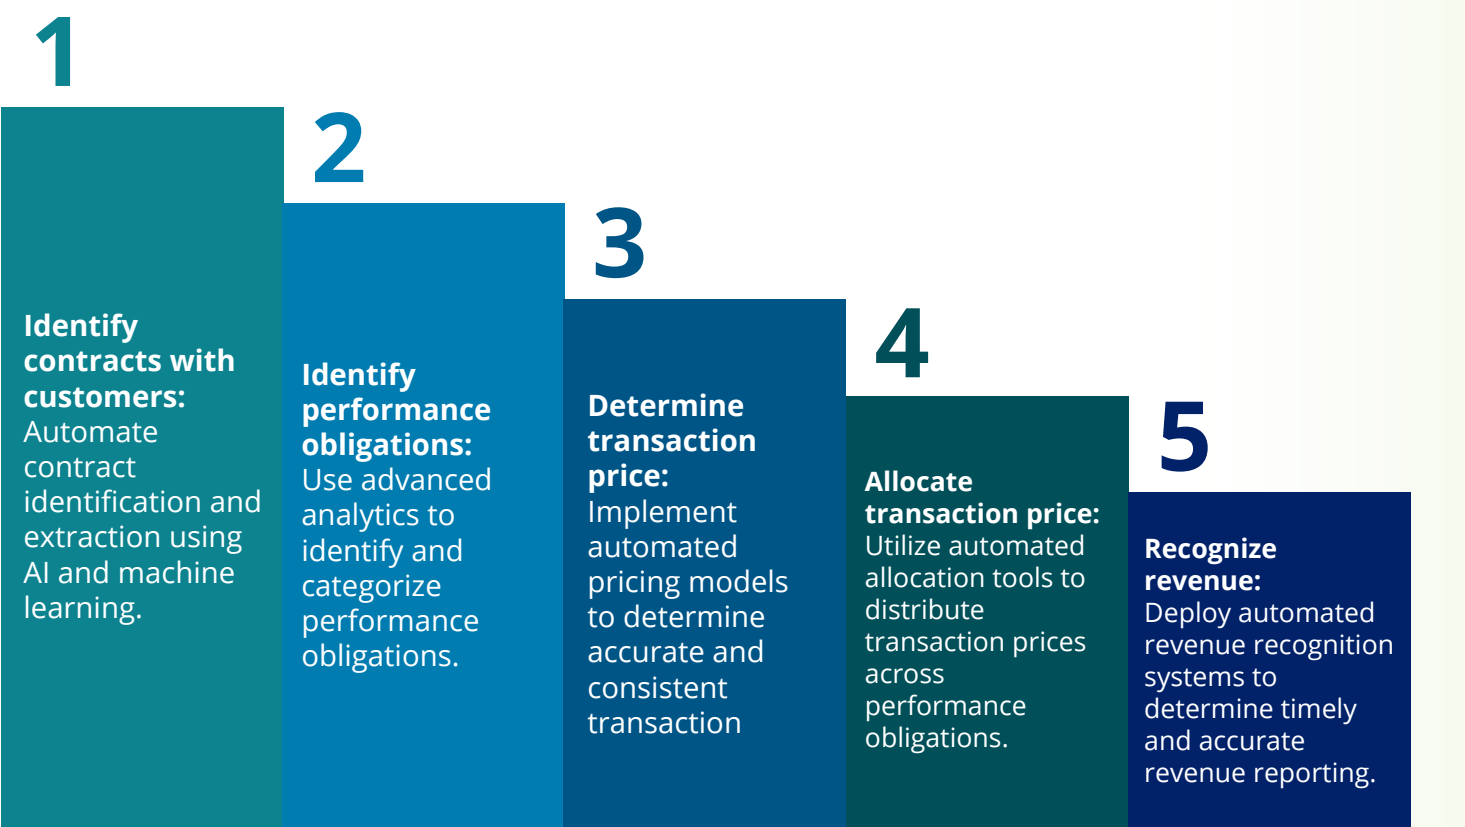 1
Identify
contracts with
customers:
Automate
contract
identification and
extraction using
AI and machine
learning.
2
Identify
performance
obligations:
Use advanced
analytics to
identify and
categorize
performance
obligations.
3
Determine
transaction
price:
Implement
automated
pricing models
to determine
accurate and
consistent
transaction
4
Allocate
transaction price:
Utilize automated
allocation tools to
distribute
transaction prices
across
performance
obligations.
5
Recognize
revenue:
Deploy automated
revenue recognition
systems to
determine timely
and accurate
revenue reporting.